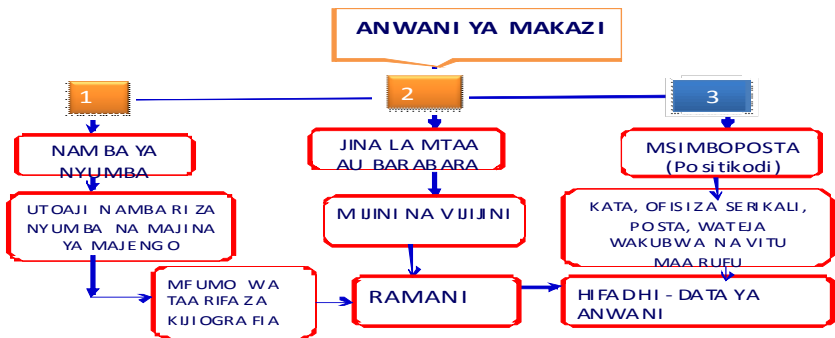 ANWANI YA MAKAZI
1
2
3
NAMBA YA
NYUMBA
JINA LA MTAA
AU BARABARA
MSIMBOPOSTA
(Positikodi)
UTOAJI NAMBARI ZA
NYUMBA NA MAJINA
YA MAJENGO
MIJINI NA VIJIJINI
KATA, OFISI ZA SERIKALI,
POSTA, WATEJA
WAKUBWA NA VITU
MAARUFU
MFUMO WA
TAARIFA ZA
KIJIOGRAFIA
RAMANI
HIFADHI - DATA YA
ANWANI